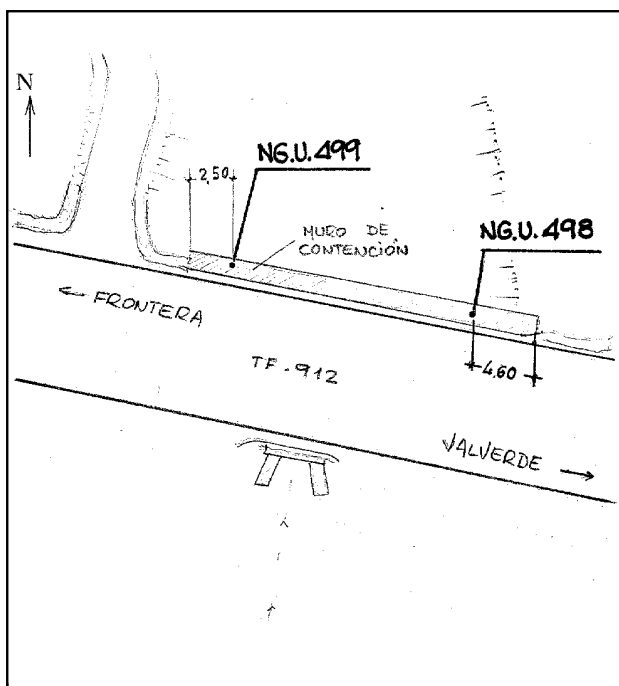 N
NG.U.499
2,50
MURO DE
CONTENCIÓN
NG.U.498
← FRONTERA
4,60
TF-912
VALVERDE →